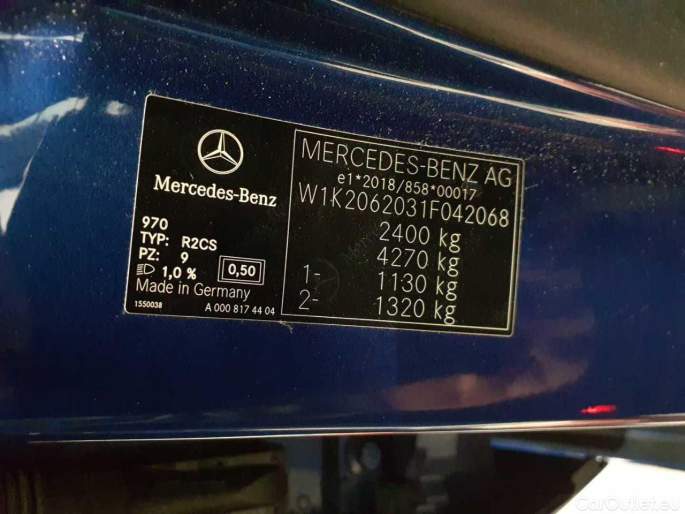 Mercedes-Benz
970
TYP: R2CS
PZ: 9
1,0 % 0,50
Made in Germany
1550038 A 000 817 44 04
MERCEDES-BENZ AG
e1*2018/858*00017
W1K2062031F042068
2400 kg
4270 kg
1- 1130 kg
2- 1320 kg
CarOutlet.eu